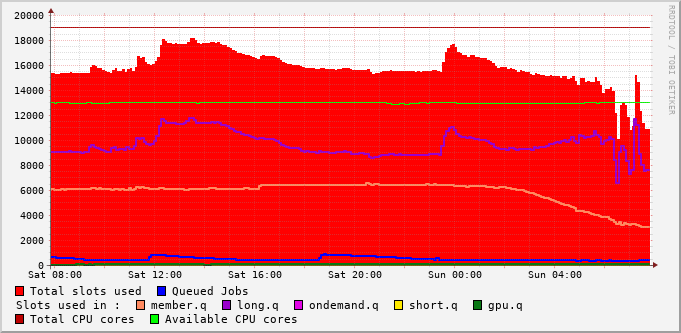 20000
18000
16000
14000
12000
10000
8000
6000
4000
2000
0
Sat 08:00 Sat 12:00 Sat 16:00 Sat 20:00 Sun 00:00 Sun 04:00
RRDTOOL / TOBI OETIKER
Total slots used Queued Jobs
Slots used in : member.q long.q ondemand.q short.q gpu.q
Total CPU cores Available CPU cores